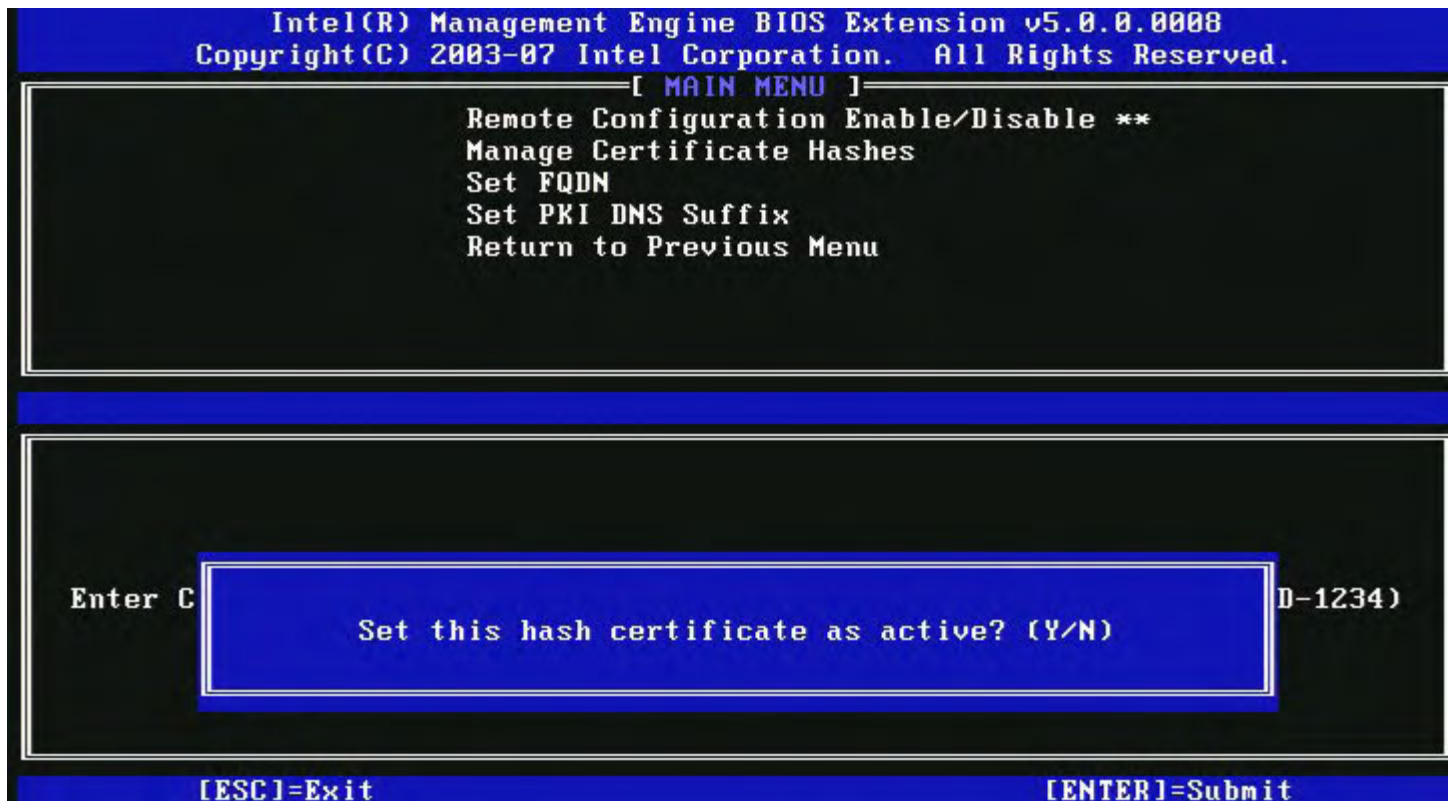 Intel(R) Management Engine BIOS Extension v5.0.0.0008
Copyright(C) 2003-07 Intel Corporation. All Rights Reserved.
[ MAIN MENU ]
Remote Configuration Enable/Disable **
Manage Certificate Hashes
Set FQDN
Set PKI DNS Suffix
Return to Previous Menu
Enter C D-1234)
Set this hash certificate as active? (Y/N)
[ESC]=Exit [ENTER]=Submit